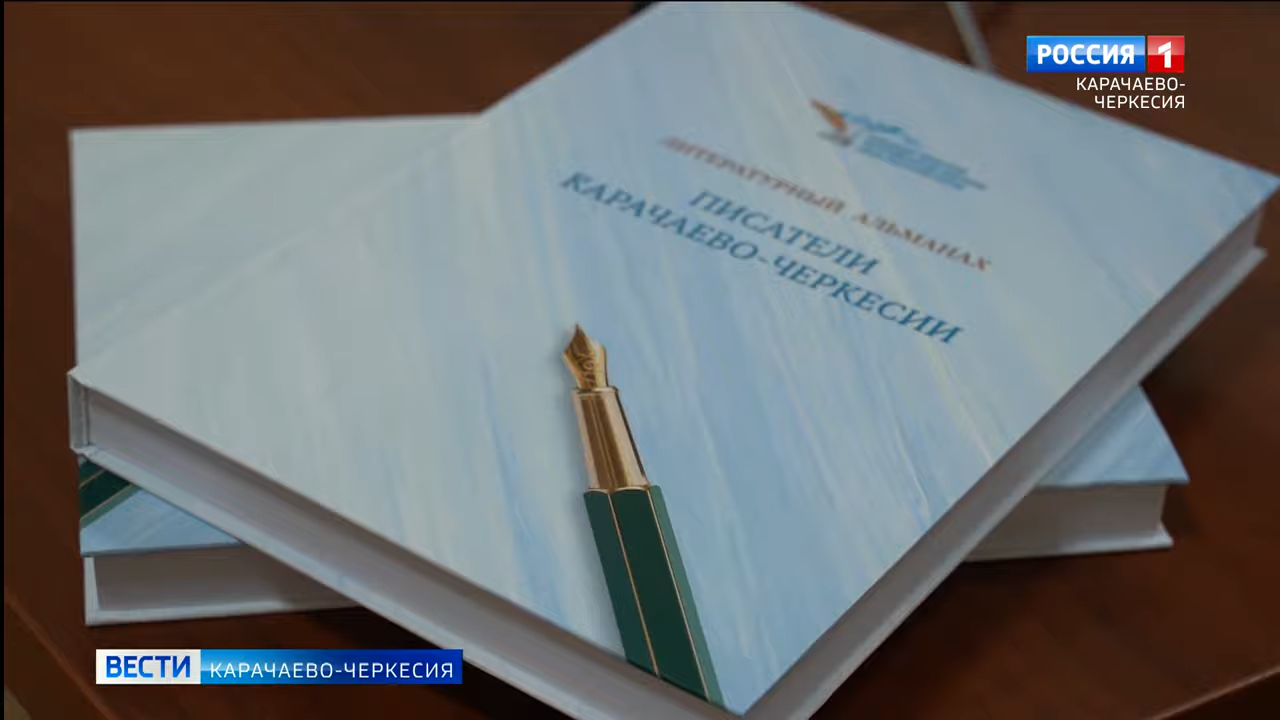 РОССИЯ 1
КАРАЧАЕВО-
ЧЕРКЕСИЯ
ЛИТЕРАТУРНЫЙ АЛЬМАНАХ
ПИСАТЕЛИ
КАРАЧАЕВО-ЧЕРКЕСИИ
ВЕСТИ КАРАЧАЕВО-ЧЕРКЕСИЯ